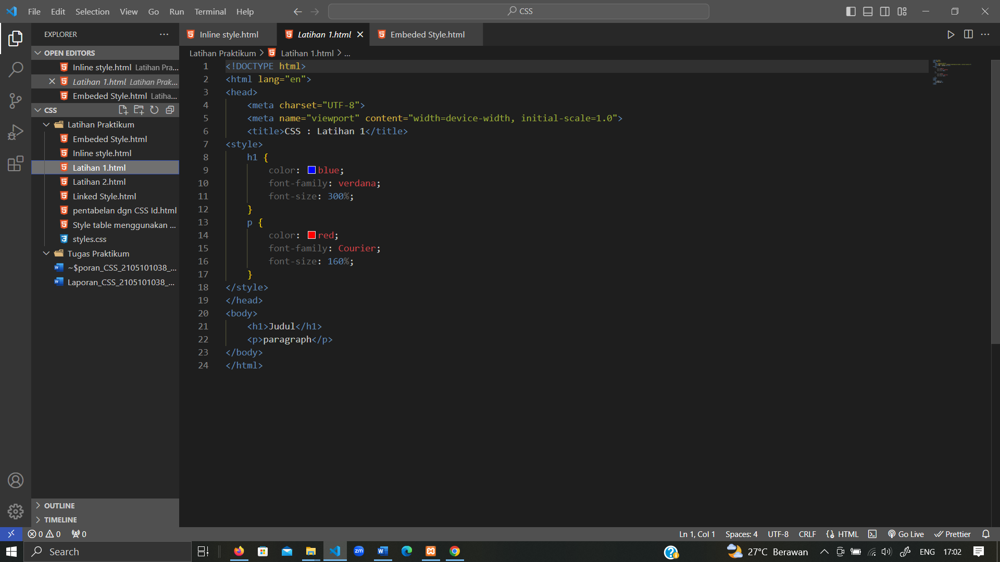 File Edit Selection View Go Run Terminal Help CSS
EXPLORER
OPEN EDITORS
Inline style.html Latihan Pra...
Latihan 1.html Latihan Prak...
Embeded Style.html Latiha...
CSS
Latihan Praktikum
Embeded Style.html
Inline style.html
Latihan 1.html
Latihan 2.html
Linked Style.html
pentabelan dgn CSS Id.html
Style table menggunakan ...
styles.css
Tugas Praktikum
~$poran_CSS_2105101038_...
Laporan_CSS_2105101038_...
OUTLINE
TIMELINE
Inline style.html Latihan 1.html Embeded Style.html
Latihan Praktikum > Latihan 1.html > ...
1 <!DOCTYPE html>
2 <html lang="en">
3 <head>
4 <meta charset="UTF-8">
5 <meta name="viewport" content="width=device-width, initial-scale=1.0">
6 <title>CSS : Latihan 1</title>
7 <style>
8 h1 {
9 color: blue;
10 font-family: verdana;
11 font-size: 300%;
12 }
13 p {
14 color: red;
15 font-family: Courier;
16 font-size: 160%;
17 }
18 </style>
19 </head>
20 <body>
21 <h1>Judul</h1>
22 <p>paragraph</p>
23 </body>
24 </html>
0 0 0 Ln 1, Col 1 Spaces: 4 UTF-8 CRLF HTML Go Live Prettier
Search zm 27°C Berawan ENG 17:02